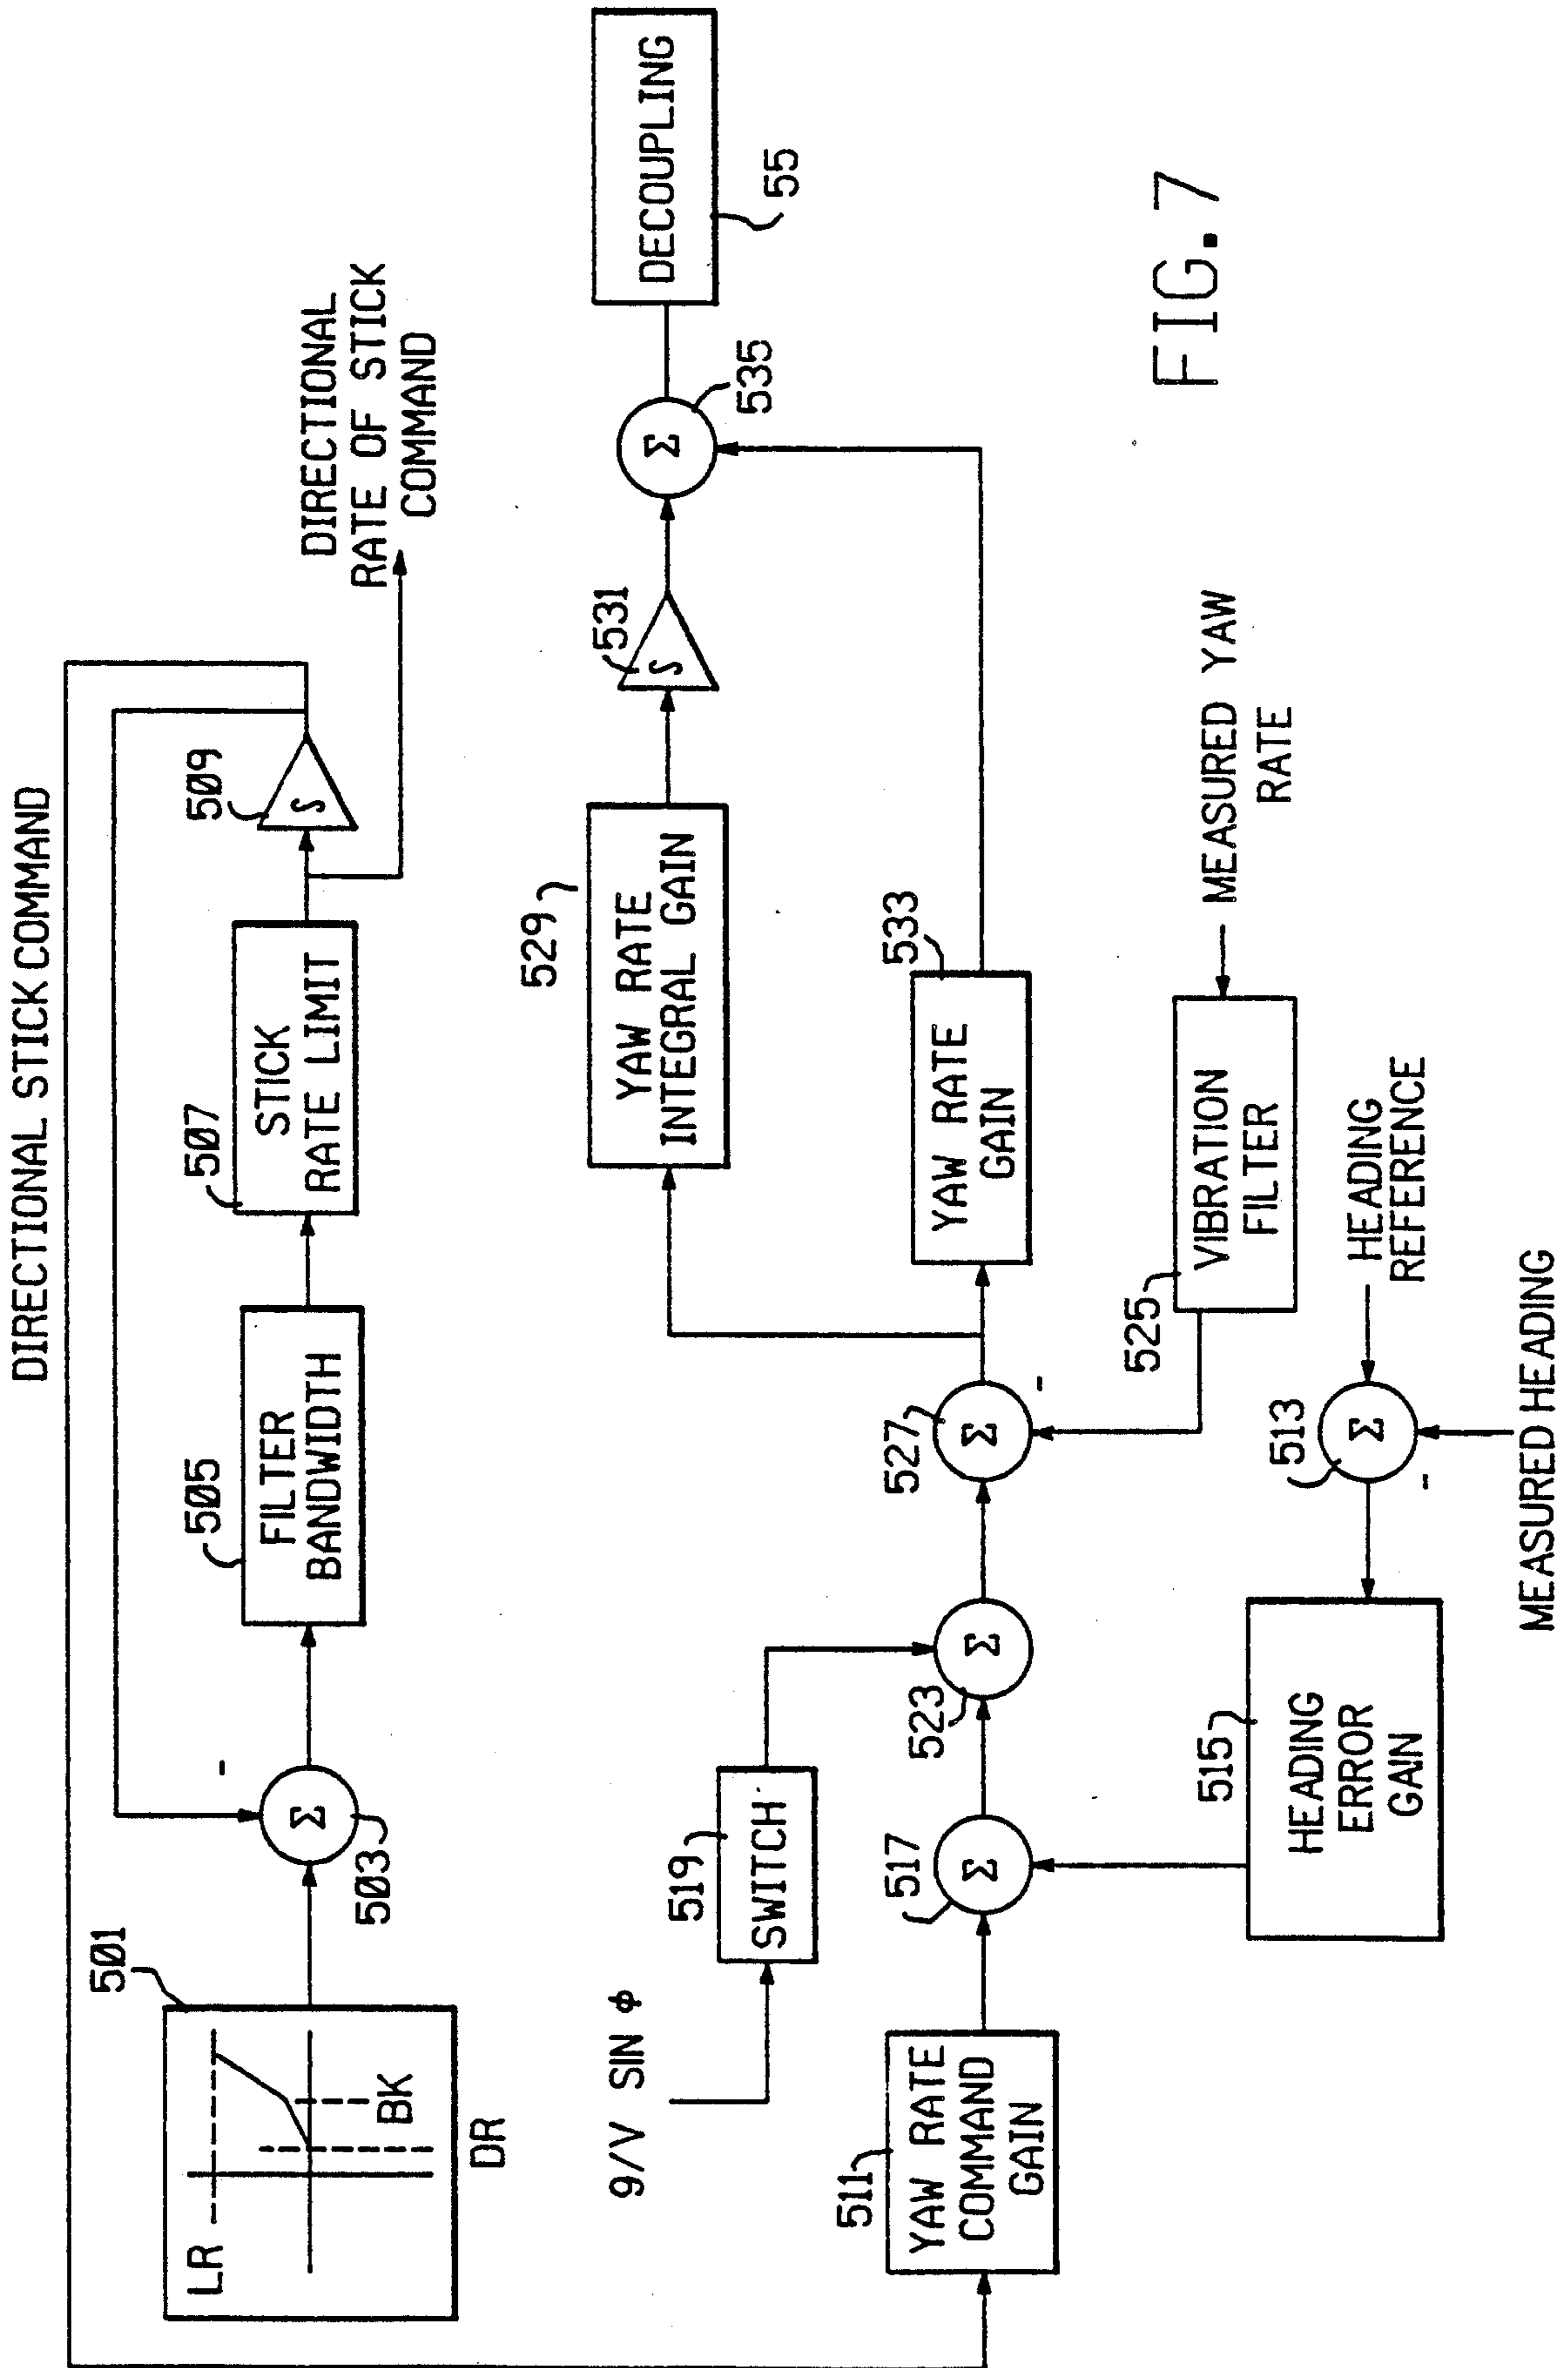 DIRECTIONAL STICK COMMAND
501
LR
BK
DR
Σ
-
503
505
FILTER
BANDWIDTH
507
STICK
RATE LIMIT
509
∫
DIRECTIONAL
RATE OF STICK
COMMAND
9/V SIN ϕ
519
SWITCH
511
YAW RATE
COMMAND
GAIN
517
Σ
523
Σ
527
Σ
-
529
YAW RATE
INTEGRAL GAIN
531
∫
533
YAW RATE
GAIN
Σ
535
DECOUPLING
55
525
VIBRATION
FILTER
MEASURED YAW
RATE
515
HEADING
ERROR
GAIN
513
Σ
-
HEADING
REFERENCE
MEASURED HEADING
FIG. 7